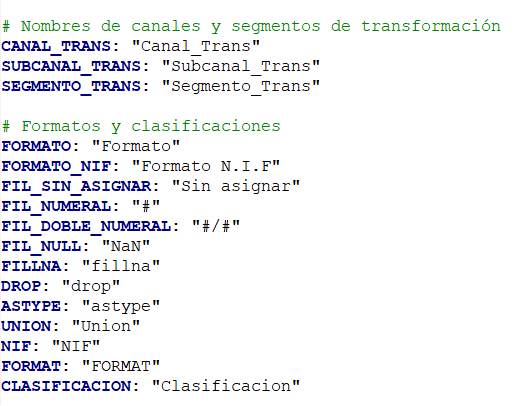 # Nombres de canales y segmentos de transformación
CANAL_TRANS: "Canal_Trans"
SUBCANAL_TRANS: "Subcanal_Trans"
SEGMENTO_TRANS: "Segmento_Trans"
# Formatos y clasificaciones
FORMATO: "Formato"
FORMATO_NIF: "Formato N.I.F"
FIL_SIN_ASIGNAR: "Sin asignar"
FIL_NUMERAL: "#"
FIL_DOBLE_NUMERAL: "#/#"
FIL_NULL: "NaN"
FILLNA: "fillna"
DROP: "drop"
ASTYPE: "astype"
UNION: "Union"
NIF: "NIF"
FORMAT: "FORMAT"
CLASIFICACION: "Clasificacion"